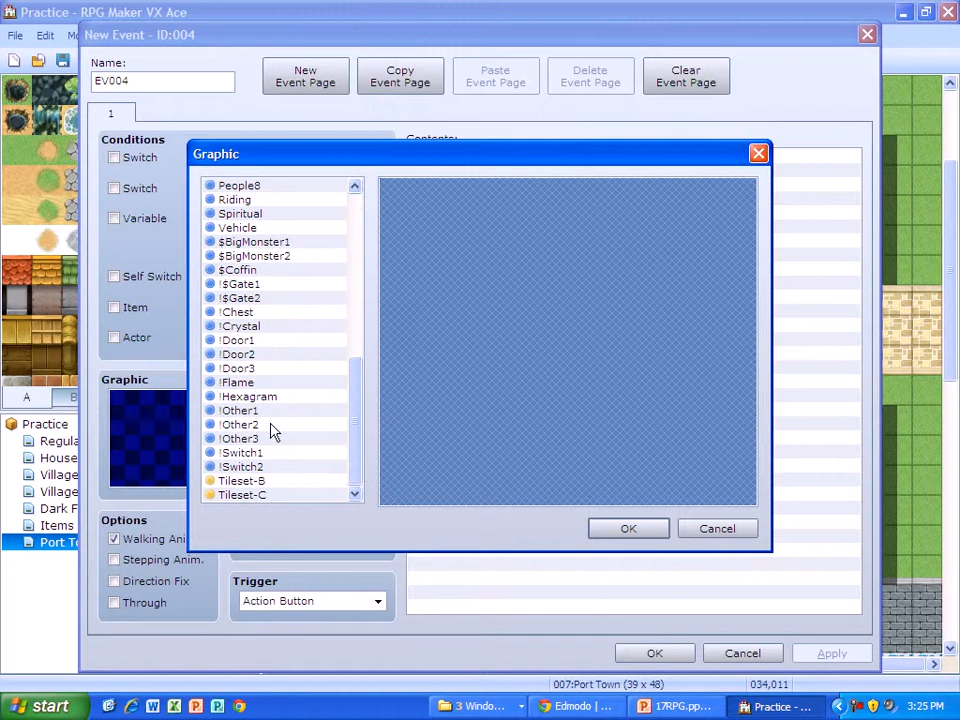 Practice - RPG Maker VX Ace
File Edit
New Event - ID:004
Name:
EV004
New
Event Page
Copy
Event Page
Paste
Event Page
Delete
Event Page
Clear
Event Page
1
Conditions
Switch
Switch
Variable
Self Switch
Item
Actor
Graphic
Graphic
People8
Riding
Spiritual
Vehicle
$BigMonster1
$BigMonster2
$Coffin
!$Gate1
!$Gate2
!Chest
!Crystal
!Door1
!Door2
!Door3
!Flame
!Hexagram
!Other1
!Other2
!Other3
!Switch1
!Switch2
Tileset-B
Tileset-C
OK Cancel
A B
Practice
Regula
House
Village
Village
Dark F
Items
Port To
Options
Walking Ani
Stepping Anim.
Direction Fix
Through
Trigger
Action Button
OK Cancel Apply
007:Port Town (39 x 48) 034,011
start 3 Windo... Edmodo | ... 17RPG.pp... Practice - ... 3:25 PM